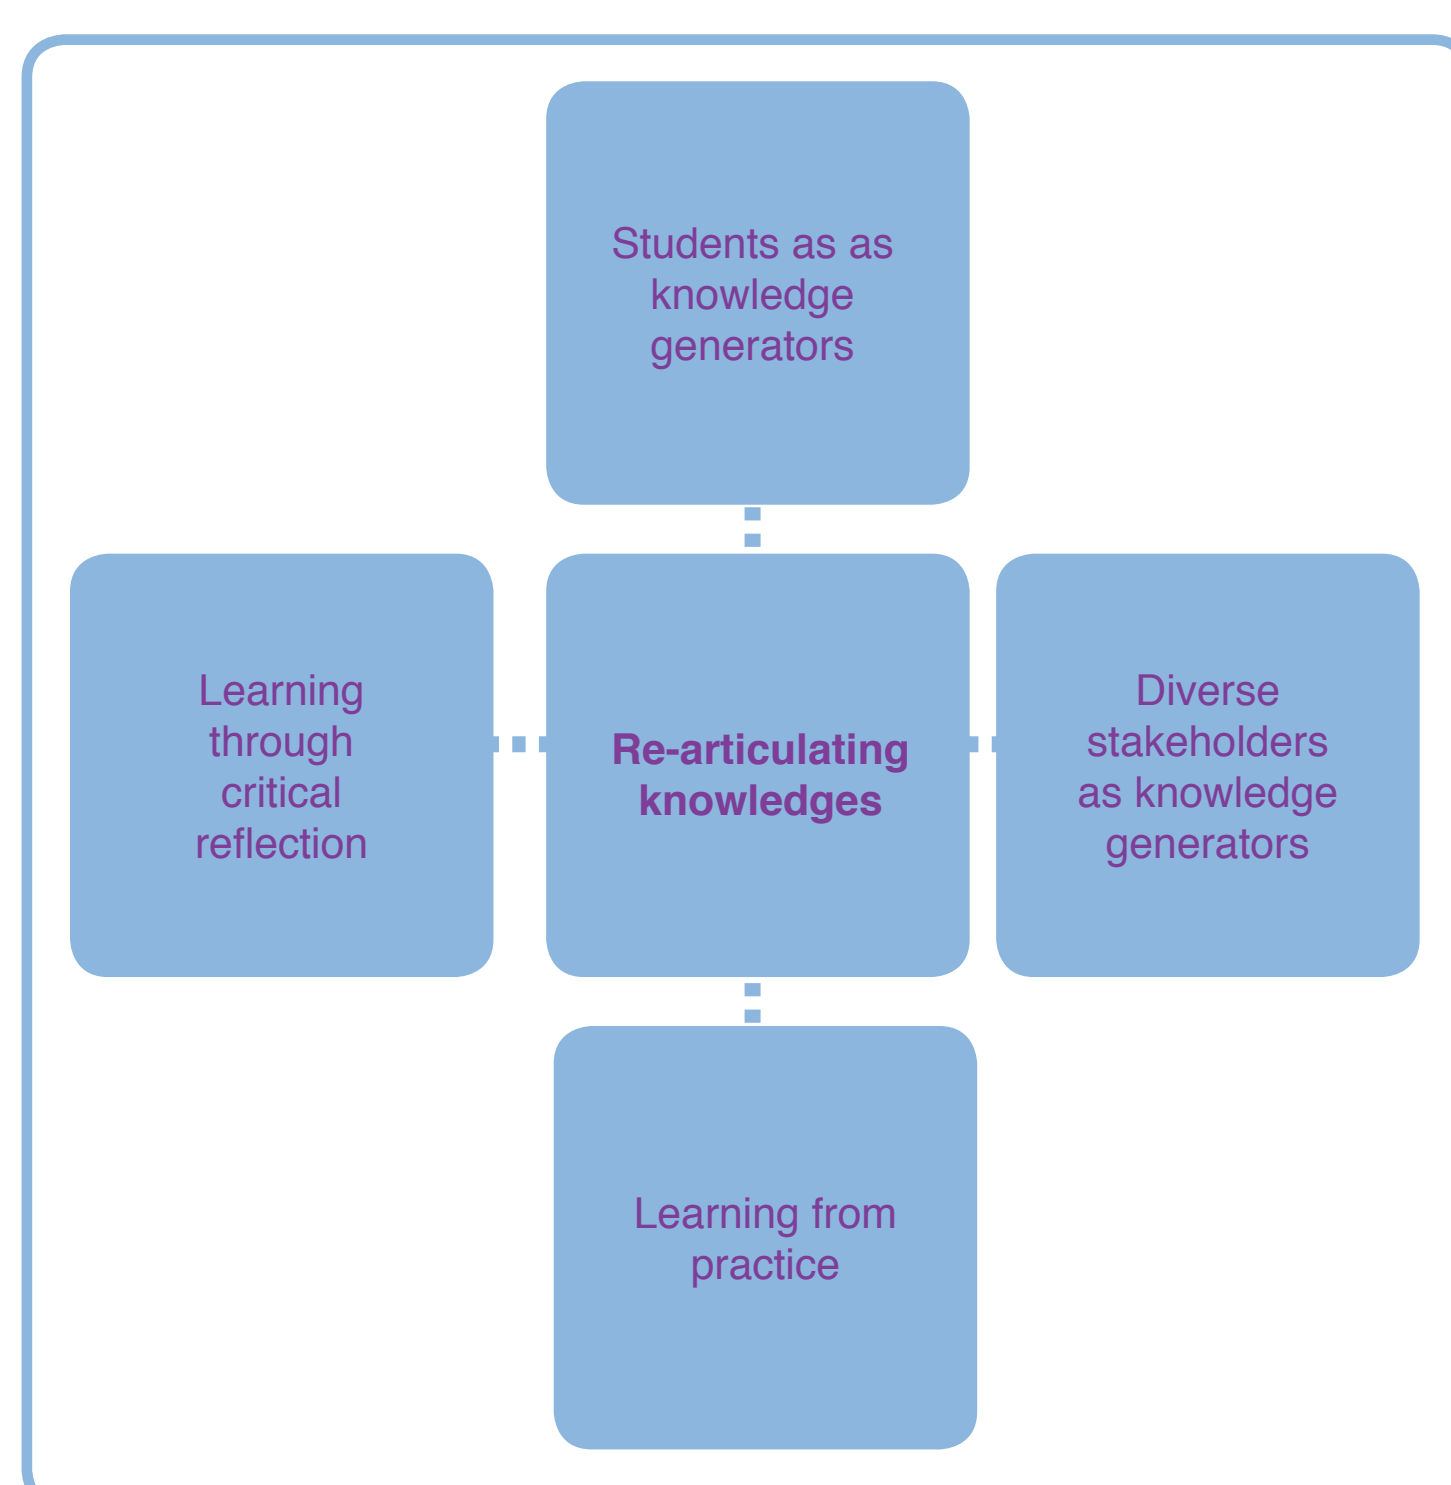 Students as as
knowledge
generators
Learning
through
critical
reflection
Re-articulating
knowledges
Diverse
stakeholders
as knowledge
generators
Learning from
practice